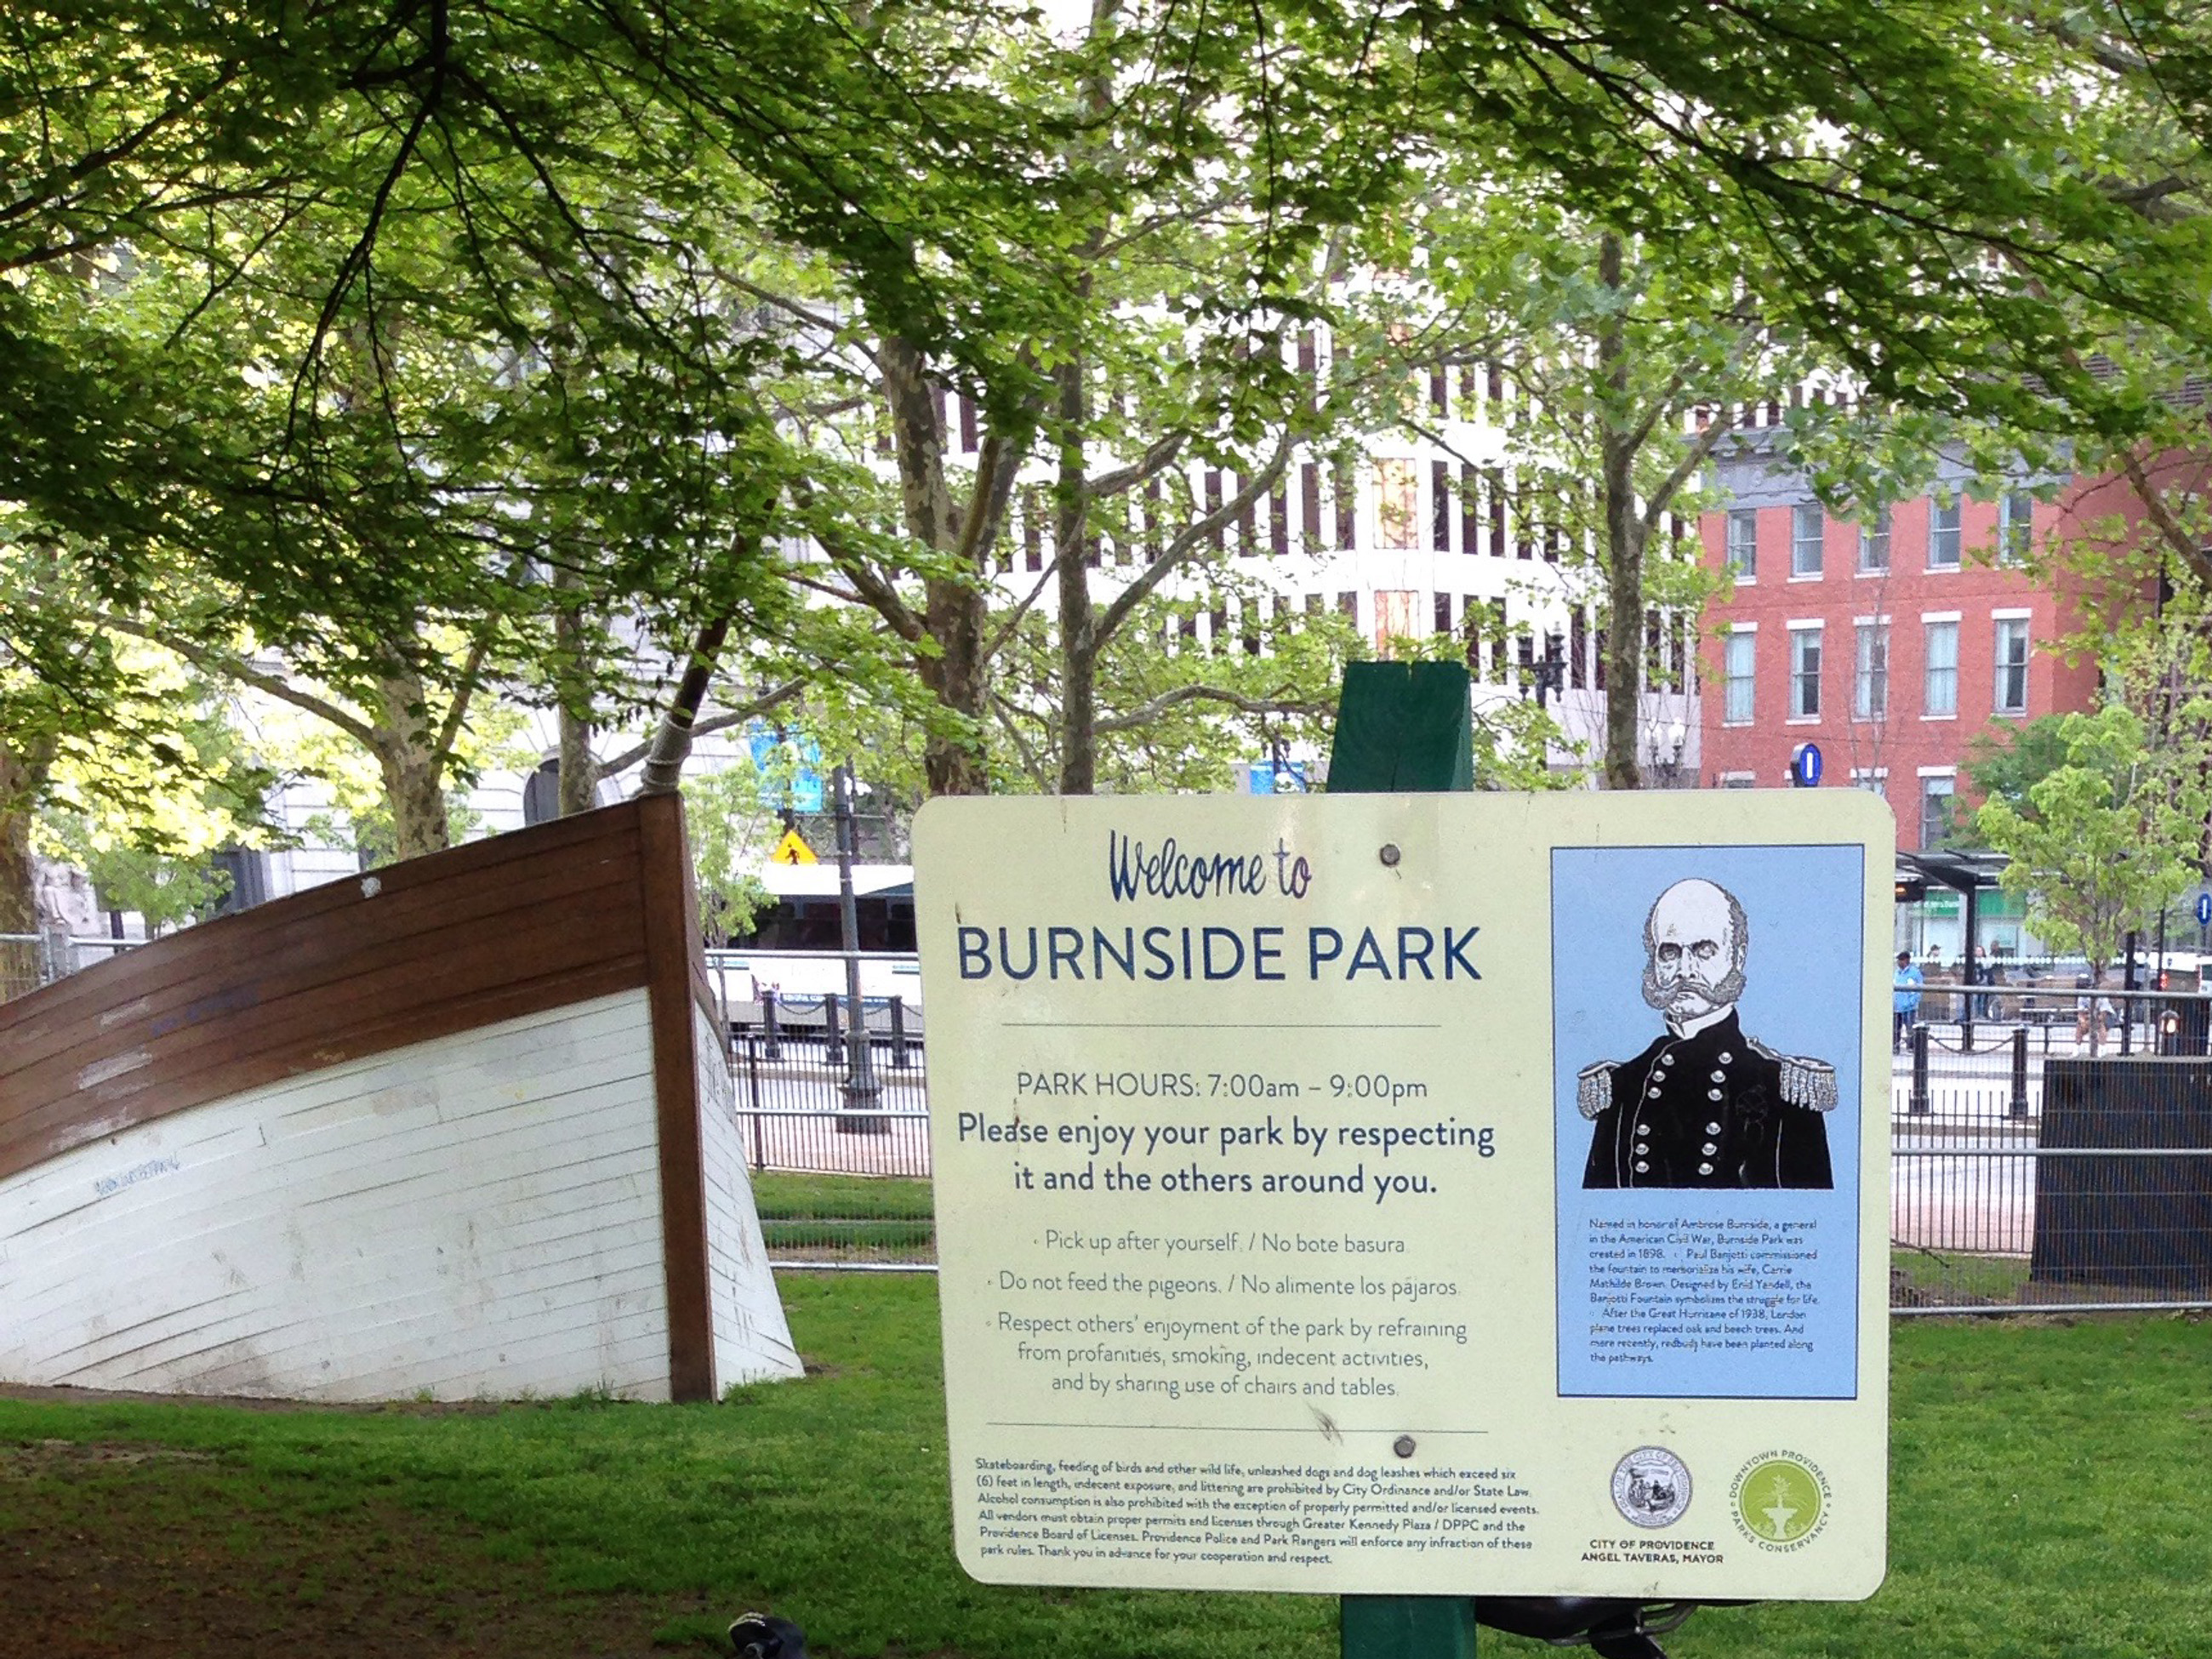 Welcome to
BURNSIDE PARK
PARK HOURS: 7:00am – 9:00pm
Please enjoy your park by respecting
it and the others around you.
• Pick up after yourself. / No bote basura
• Do not feed the pigeons. / No alimente los pájaros.
• Respect others' enjoyment of the park by refraining
from profanities, smoking, indecent activities,
and by sharing use of chairs and tables.
Skateboarding, feeding of birds and other wild life, unleashed dogs and dog leashes which exceed six
(6) feet in length, indecent exposure, and littering are prohibited by City Ordinance and/or State Law.
Alcohol consumption is also prohibited with the exception of properly permitted and/or licensed events.
All vendors must obtain proper permits and licenses through Greater Kennedy Plaza / DPPC and the
Providence Board of Licenses. Providence Police and Park Rangers will enforce any infraction of these
park rules. Thank you in advance for your cooperation and respect.
Named in honor of Ambrose Burnside, a general
in the American Civil War, Burnside Park was
created in 1898. • Paul Banjotti commissioned
the fountain to memorialize his wife, Carrie
Mathilde Brown. Designed by Enid Yandell, the
Banjotti Fountain symbolizes the struggle for life.
• After the Great Hurricane of 1938, London
plane trees replaced oak and beech trees. And
more recently, redbuds have been planted along
the pathways.
CITY OF PROVIDENCE
ANGEL TAVERAS, MAYOR
DOWNTOWN PROVIDENCE
PARKS CONSERVANCY